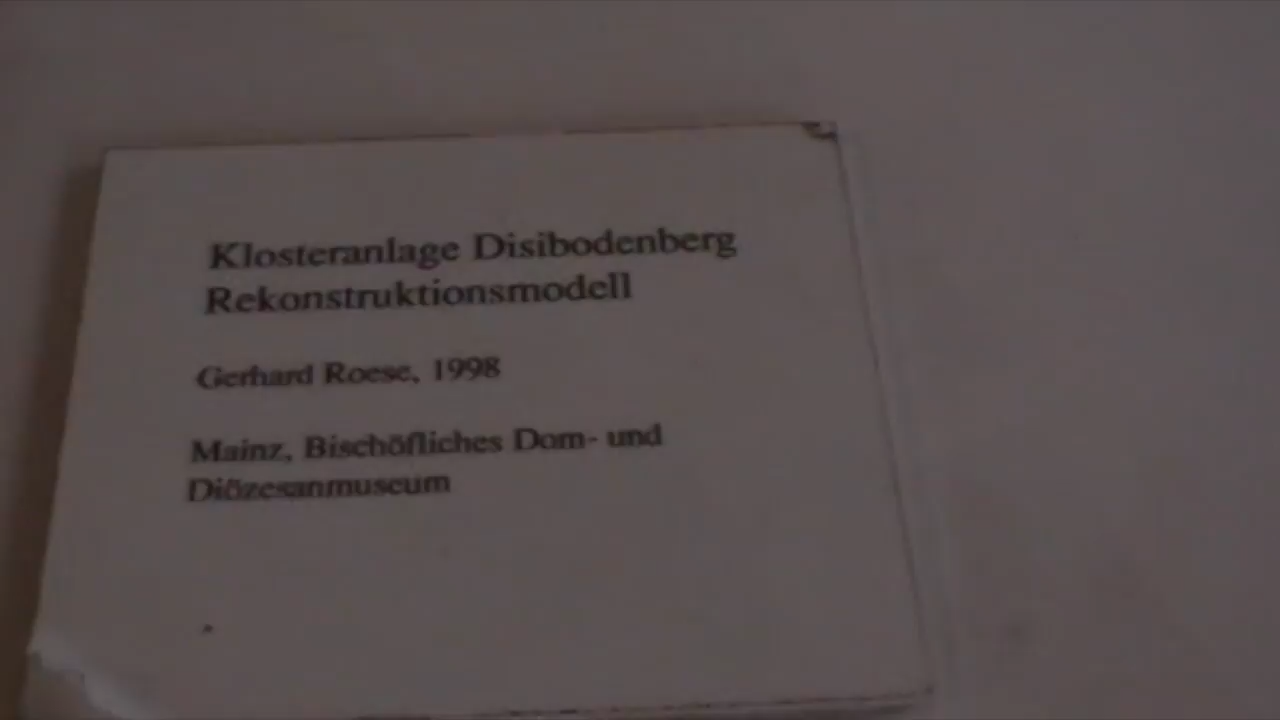 Klosteranlage Disibodenberg
Rekonstruktionsmodell
Gerhard Roese, 1998
Mainz, Bischöfliches Dom- und
Diözesanmuseum